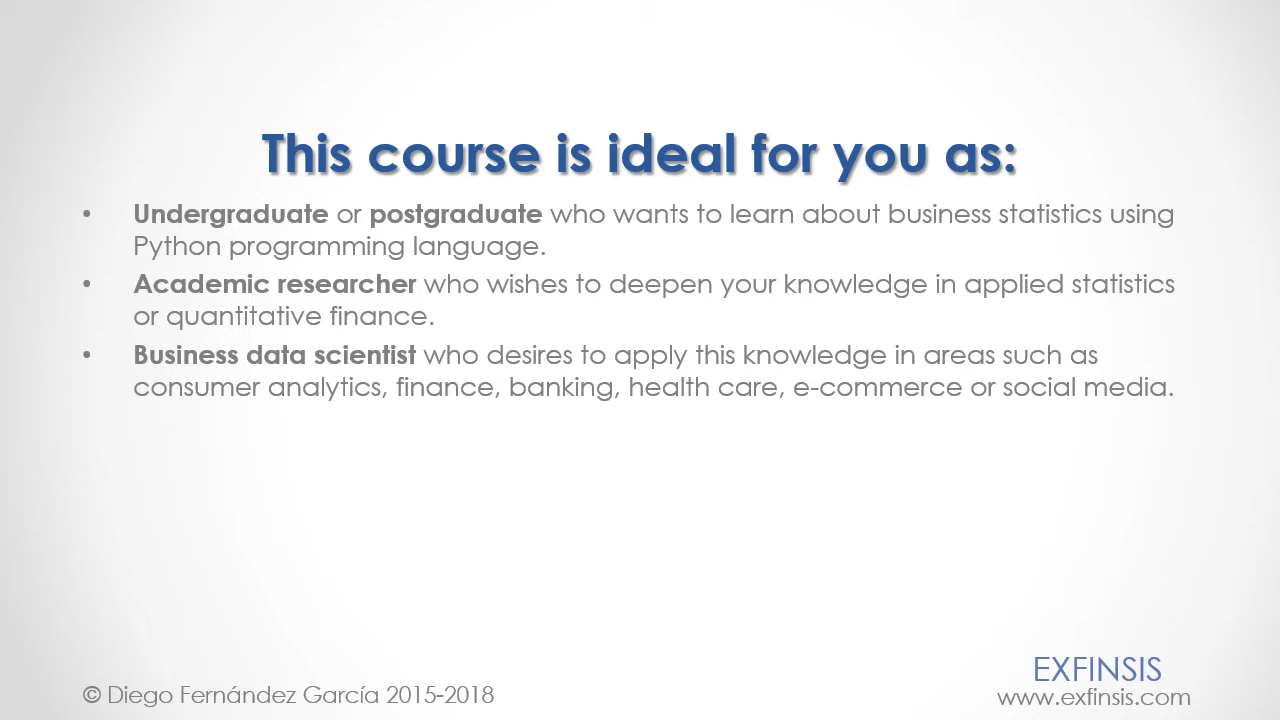 This course is ideal for you as:
• Undergraduate or postgraduate who wants to learn about business statistics using
Python programming language.
• Academic researcher who wishes to deepen your knowledge in applied statistics
or quantitative finance.
• Business data scientist who desires to apply this knowledge in areas such as
consumer analytics, finance, banking, health care, e-commerce or social media.
© Diego Fernández García 2015-2018
EXFINSIS
www.exfinsis.com